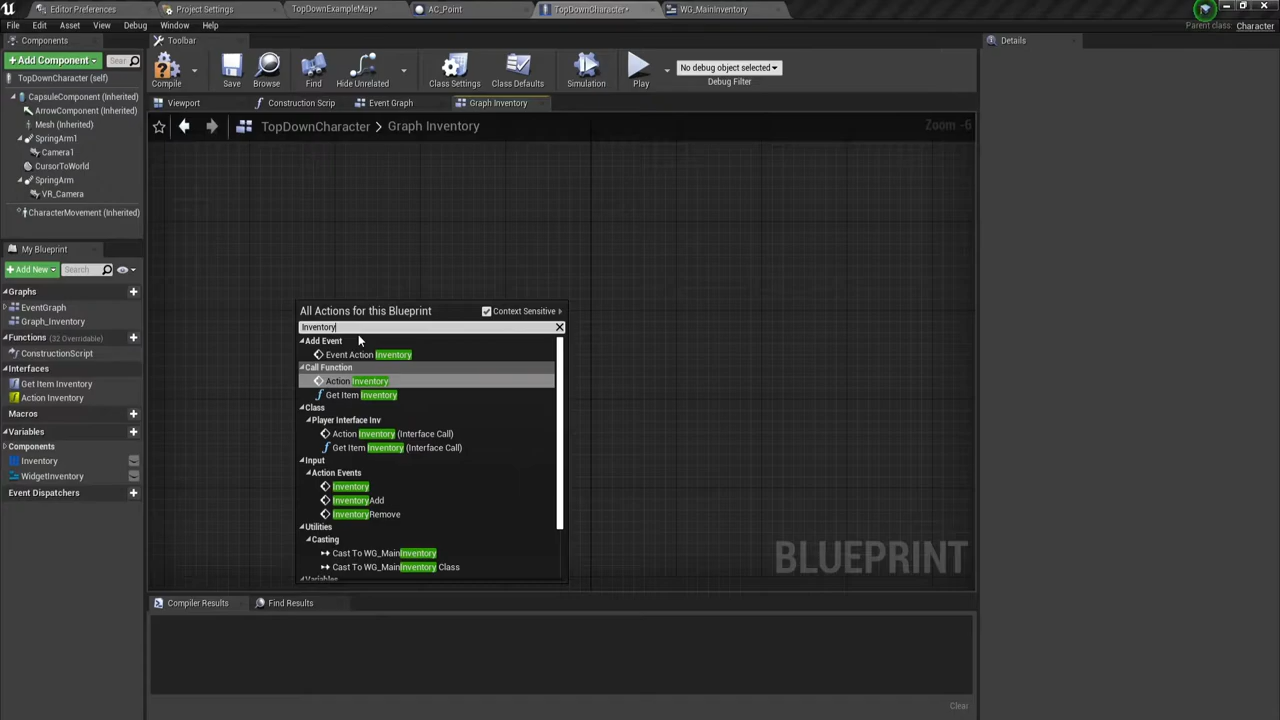 Editor Preferences
Project Settings
TopDownExampleMap*
AC_Point
TopDownCharacter*
WG_MainInventory
File Edit Asset View Debug Window Help
Parent class: Character
Components
Toolbar
Details
+Add Component
Sear
Compile
Save
Browse
Find
Hide Unrelated
Class Settings
Class Defaults
Simulation
Play
No debug object selected
Debug Filter
TopDownCharacter (self)
CapsuleComponent (Inherited)
ArrowComponent (Inherited)
Mesh (Inherited)
SpringArm1
Camera1
CursorToWorld
SpringArm
VR_Camera
CharacterMovement (Inherited)
Viewport
Construction Scrip
Event Graph
Graph Inventory
TopDownCharacter > Graph Inventory
Zoom -6
My Blueprint
+Add New
Search
Graphs
EventGraph
Graph_Inventory
Functions (32 Overridable)
ConstructionScript
Interfaces
Get Item Inventory
Action Inventory
Macros
Variables
Components
Inventory
WidgetInventory
Event Dispatchers
All Actions for this Blueprint
Context Sensitive
Inventory
Add Event
Event Action Inventory
Call Function
Action Inventory
Get Item Inventory
Class
Player Interface Inv
Action Inventory (Interface Call)
Get Item Inventory (Interface Call)
Input
Action Events
Inventory
InventoryAdd
InventoryRemove
Utilities
Casting
Cast To WG_MainInventory
Cast To WG_MainInventory Class
Variables
BLUEPRINT
Compiler Results
Find Results
Clear